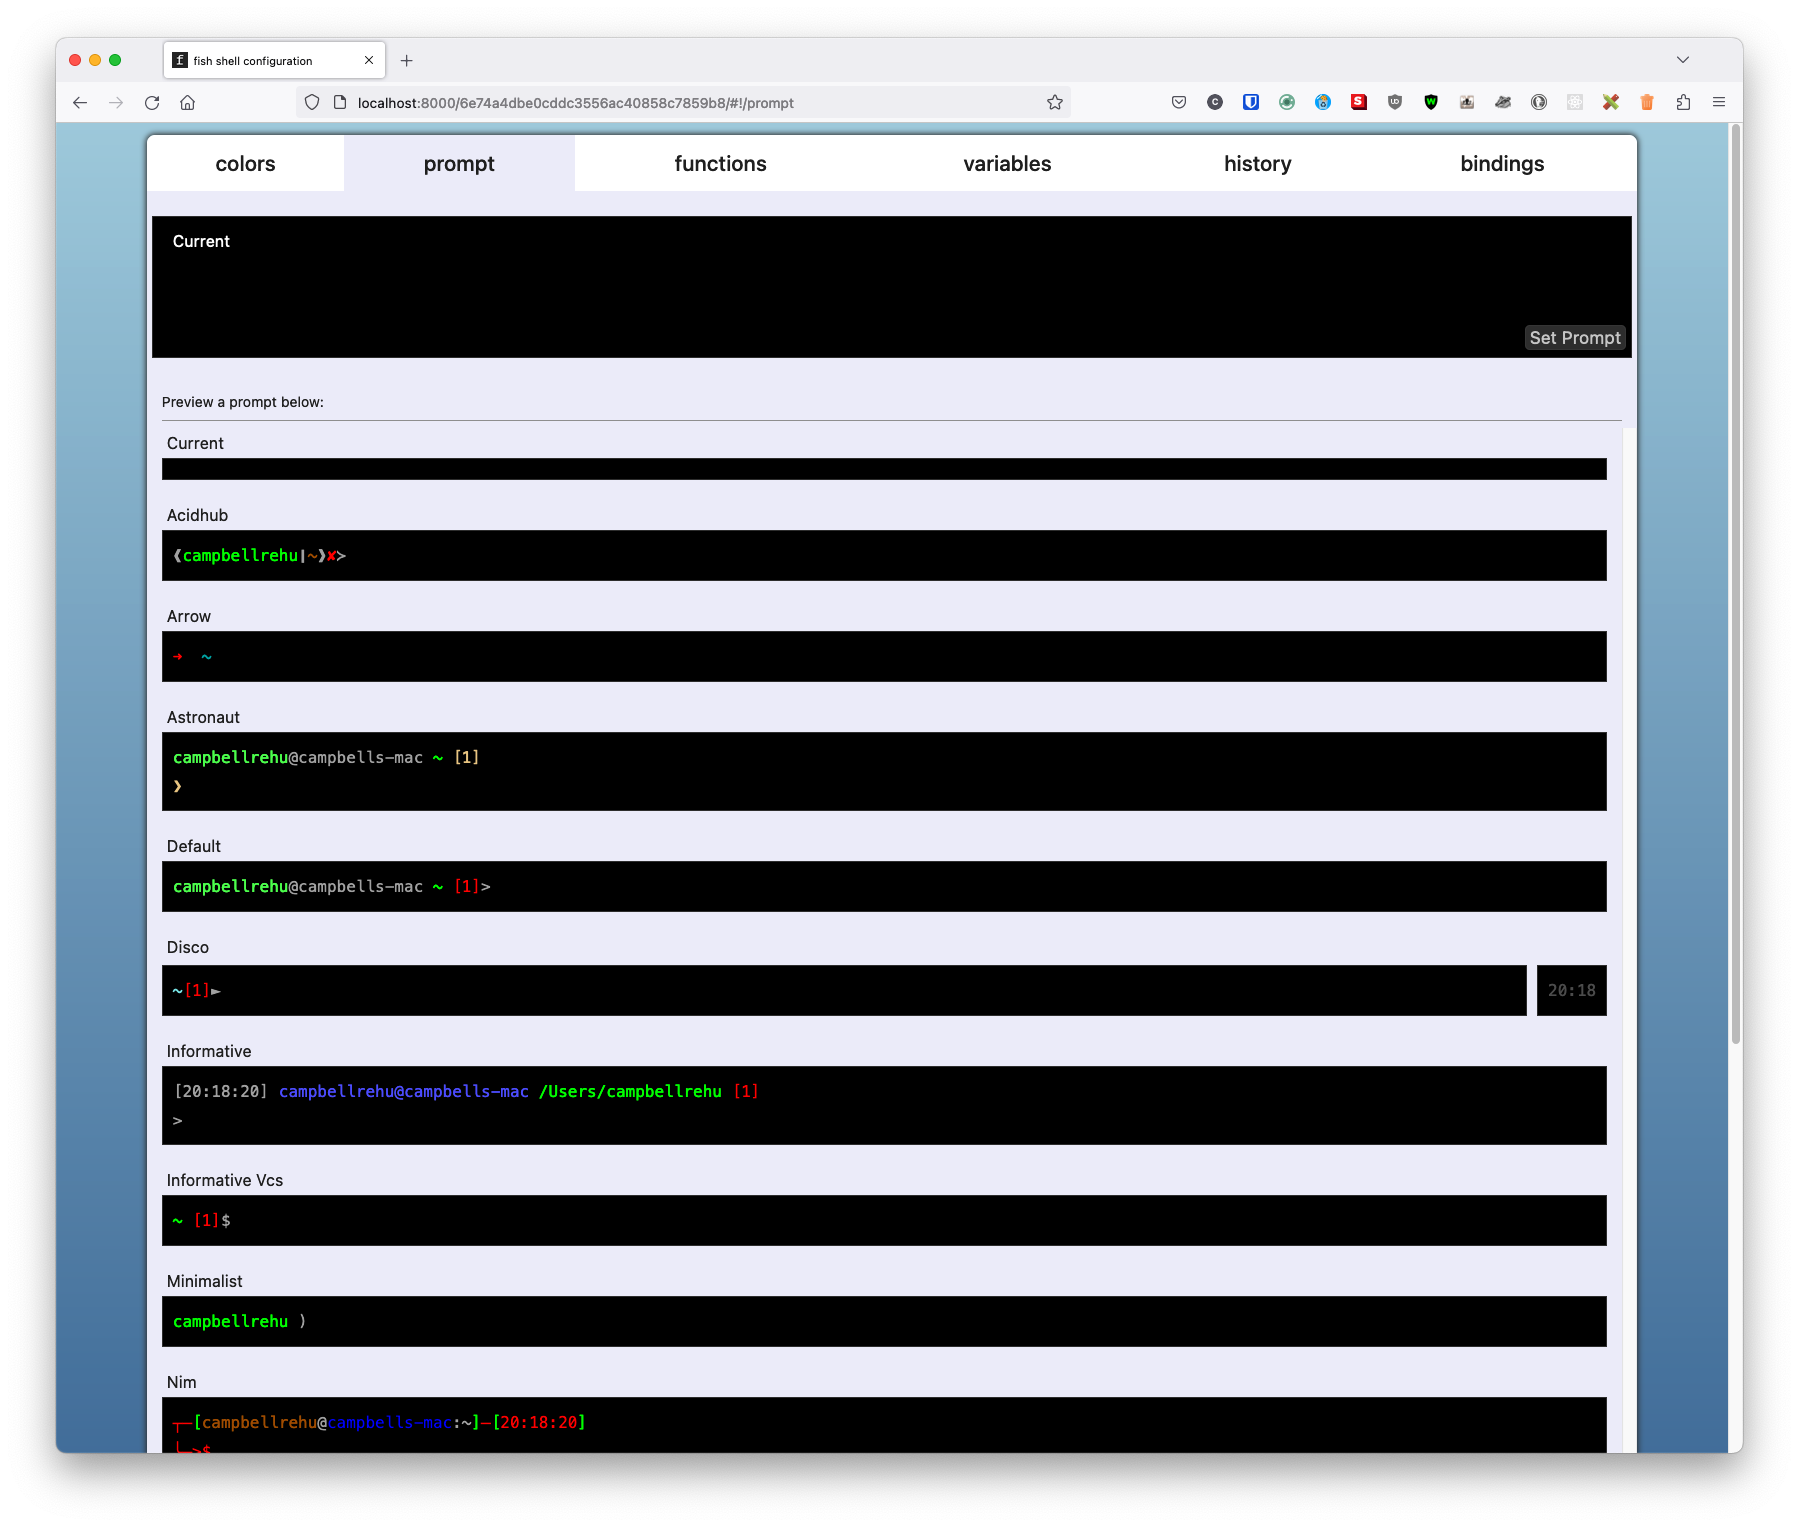 fish shell configuration
localhost:8000/6e74a4dbe0cddc3556ac40858c7859b8/#!/prompt
colors prompt functions variables history bindings
Current
Set Prompt
Preview a prompt below:
Current
Acidhub
⟪campbellrehu|~⟫✘≻
Arrow
➜  ~
Astronaut
campbellrehu@campbells-mac ~ [1]
❯
Default
campbellrehu@campbells-mac ~ [1]>
Disco
~[1]► 20:18
Informative
[20:18:20] campbellrehu@campbells-mac /Users/campbellrehu [1]
>
Informative Vcs
~ [1]$
Minimalist
campbellrehu )
Nim
┬─[campbellrehu@campbells-mac:~]─[20:18:20]
╰─>$